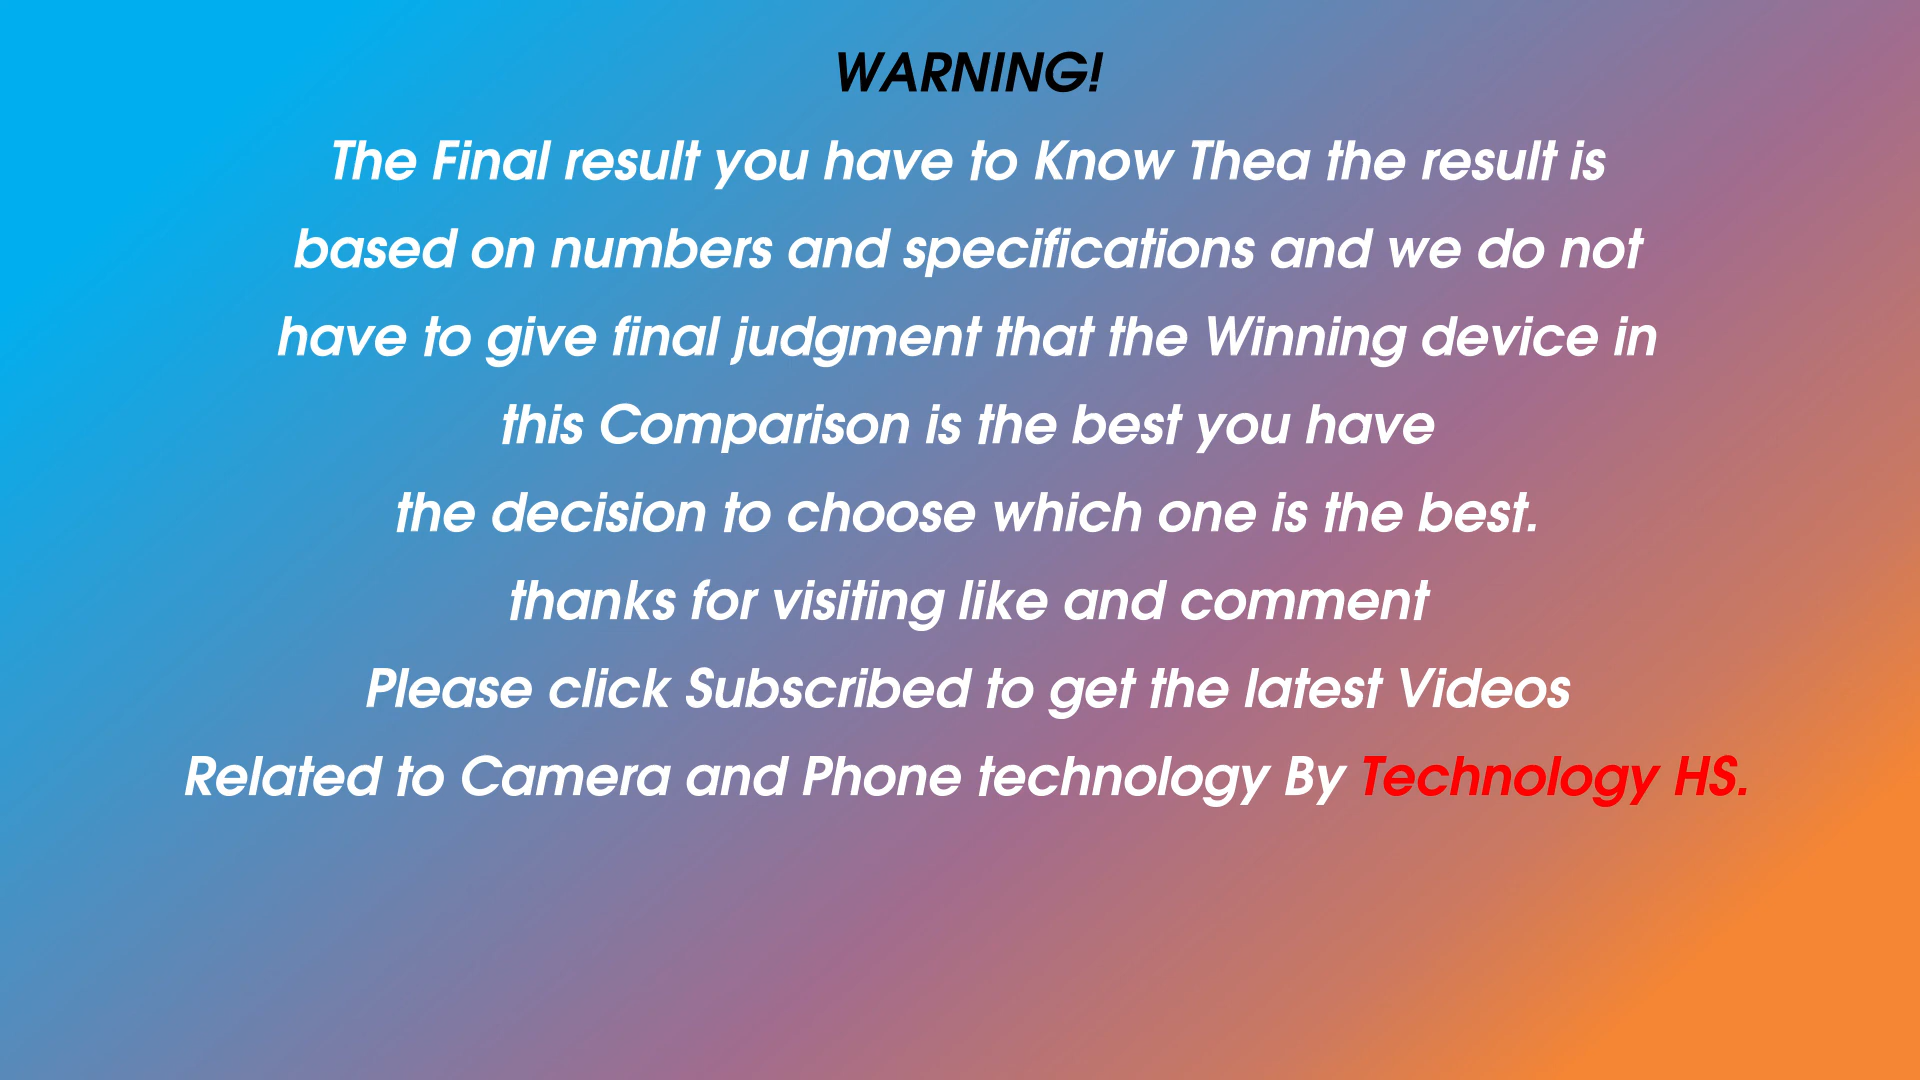 WARNING!
The Final result you have to Know Thea the result is
based on numbers and specifications and we do not
have to give final judgment that the Winning device in
this Comparison is the best you have
the decision to choose which one is the best.
thanks for visiting like and comment
Please click Subscribed to get the latest Videos
Related to Camera and Phone technology By Technology HS.